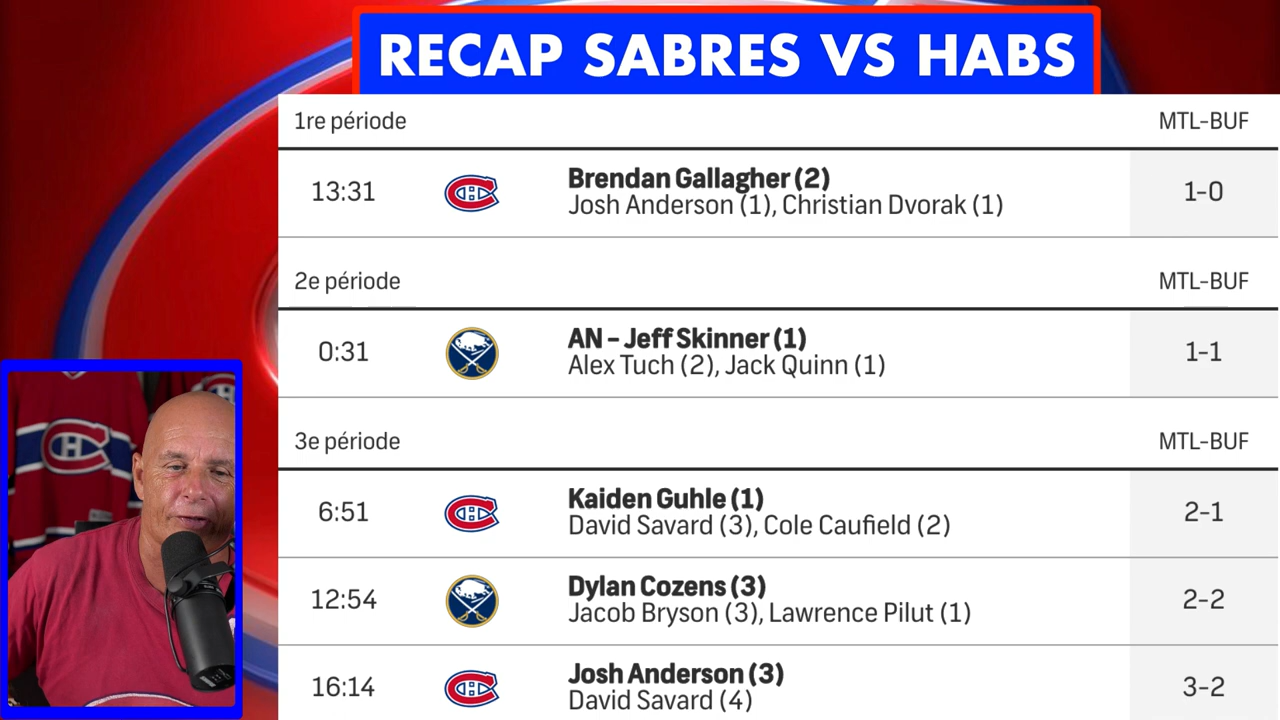 RECAP SABRES VS HABS
1re période MTL-BUF
13:31 Brendan Gallagher (2) 1-0
Josh Anderson (1), Christian Dvorak (1)
2e période MTL-BUF
0:31 AN - Jeff Skinner (1) 1-1
Alex Tuch (2), Jack Quinn (1)
3e période MTL-BUF
6:51 Kaiden Guhle (1) 2-1
David Savard (3), Cole Caufield (2)
12:54 Dylan Cozens (3) 2-2
Jacob Bryson (3), Lawrence Pilut (1)
16:14 Josh Anderson (3) 3-2
David Savard (4)